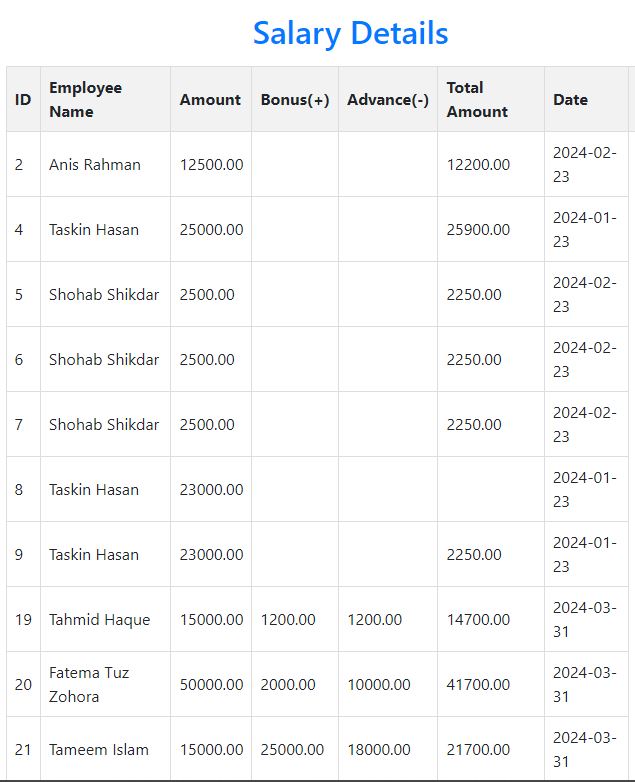 Salary Details
ID Employee Name Amount Bonus(+) Advance(-) Total Amount Date
2 Anis Rahman 12500.00 12200.00 2024-02-23
4 Taskin Hasan 25000.00 25900.00 2024-01-23
5 Shohab Shikdar 2500.00 2250.00 2024-02-23
6 Shohab Shikdar 2500.00 2250.00 2024-02-23
7 Shohab Shikdar 2500.00 2250.00 2024-02-23
8 Taskin Hasan 23000.00 2024-01-23
9 Taskin Hasan 23000.00 2250.00 2024-01-23
19 Tahmid Haque 15000.00 1200.00 1200.00 14700.00 2024-03-31
20 Fatema Tuz Zohora 50000.00 2000.00 10000.00 41700.00 2024-03-31
21 Tameem Islam 15000.00 25000.00 18000.00 21700.00 2024-03-31